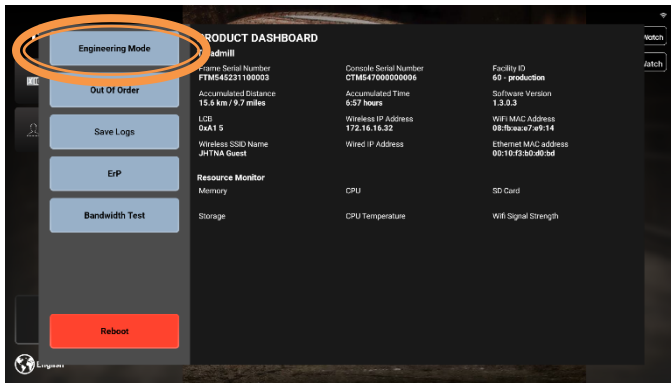 Engineering Mode
Out Of Order
Save Logs
ErP
Bandwidth Test
Reboot
PRODUCT DASHBOARD
Frame Serial Number
FTM545231100003
Console Serial Number
CTM547000000006
Facility ID
60 - production
Accumulated Distance
15.6 km / 9.7 miles
Accumulated Time
6:57 hours
Software Version
1.3.0.3
LCB
0xA1 5
Wireless IP Address
172.16.16.32
WiFi MAC Address
08:fb:ea:e7:e9:14
Wireless SSID Name
JHTNA Guest
Wired IP Address
Ethernet MAC address
00:10:f3:b0:d0:bd
Resource Monitor
Memory
CPU
SD Card
Storage
CPU Temperature
Wifi Signal Strength
English